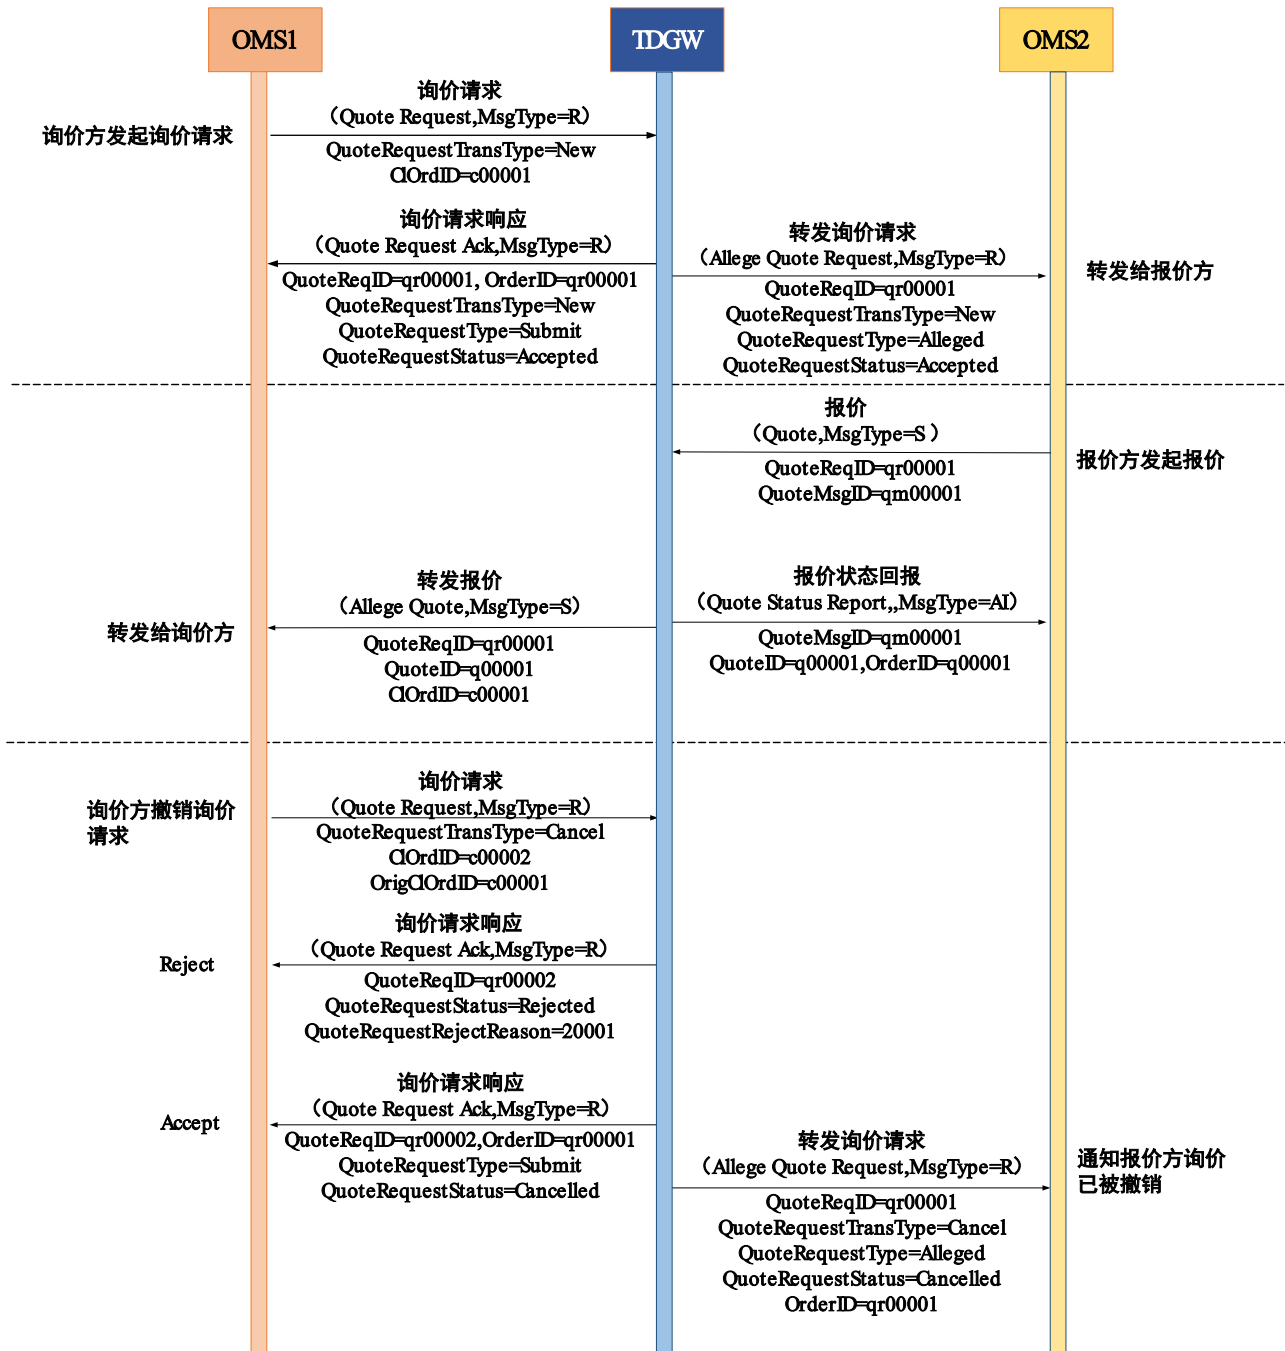 OMS1
TDGW
OMS2
询价请求
（Quote Request,MsgType=R）
询价方发起询价请求
QuoteRequestTransType=New
ClOrdID=c00001
询价请求响应
（Quote Request Ack,MsgType=R）
QuoteReqID=qr00001, OrderID=qr00001
QuoteRequestTransType=New
QuoteRequestType=Submit
QuoteRequestStatus=Accepted
转发询价请求
（Allege Quote Request,MsgType=R）
转发给报价方
QuoteReqID=qr00001
QuoteRequestTransType=New
QuoteRequestType=Alleged
QuoteRequestStatus=Accepted
报价
（Quote,MsgType=S ）
报价方发起报价
QuoteReqID=qr00001
QuoteMsgID=qm00001
转发报价
（Allege Quote,MsgType=S）
转发给询价方
QuoteReqID=qr00001
QuoteID=q00001
ClOrdID=c00001
报价状态回报
（Quote Status Report,,MsgType=AI）
QuoteMsgID=qm00001
QuoteID=q00001,OrderID=q00001
询价请求
（Quote Request,MsgType=R）
询价方撤销询价
请求
QuoteRequestTransType=Cancel
ClOrdID=c00002
OrigClOrdID=c00001
询价请求响应
（Quote Request Ack,MsgType=R）
Reject
QuoteReqID=qr00002
QuoteRequestStatus=Rejected
QuoteRequestRejectReason=20001
询价请求响应
（Quote Request Ack,MsgType=R）
Accept
QuoteReqID=qr00002,OrderID=qr00001
QuoteRequestType=Submit
QuoteRequestStatus=Cancelled
转发询价请求
（Allege Quote Request,MsgType=R）
通知报价方询价
已被撤销
QuoteReqID=qr00001
QuoteRequestTransType=Cancel
QuoteRequestType=Alleged
QuoteRequestStatus=Cancelled
OrderID=qr00001